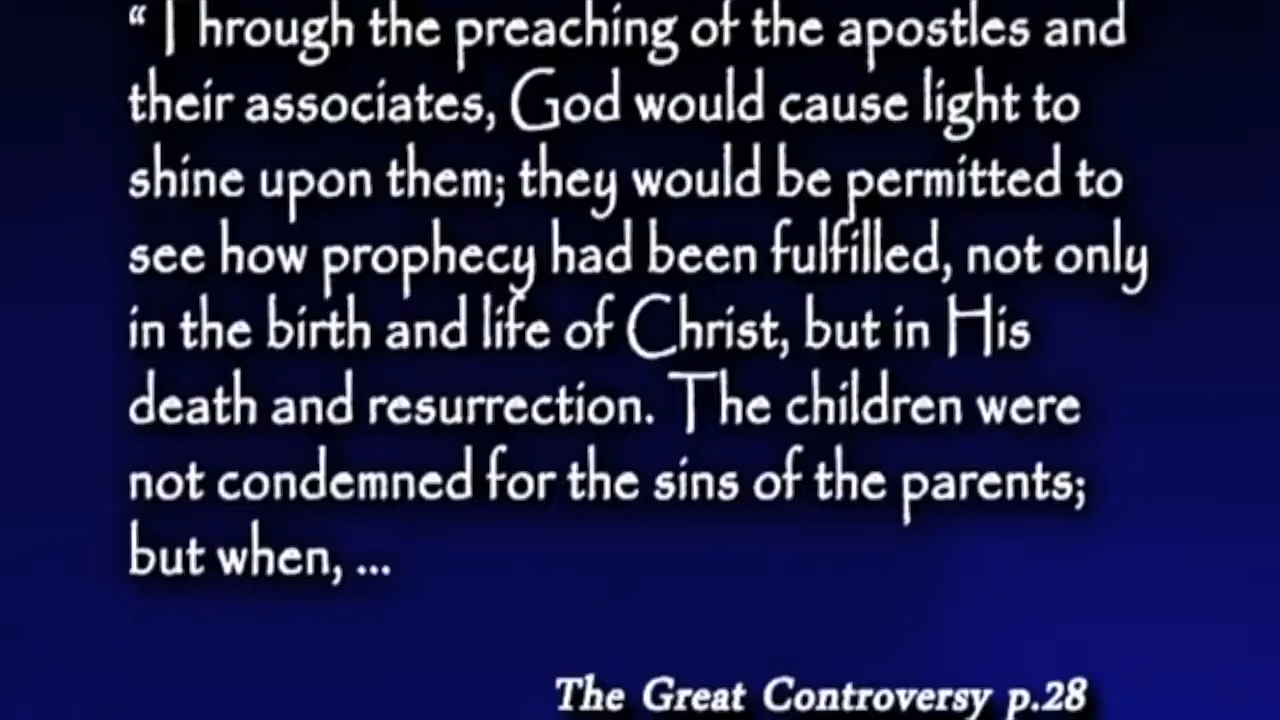 “ Through the preaching of the apostles and
their associates, God would cause light to
shine upon them; they would be permitted to
see how prophecy had been fulfilled, not only
in the birth and life of Christ, but in His
death and resurrection. The children were
not condemned for the sins of the parents;
but when, ...
The Great Controversy p.28